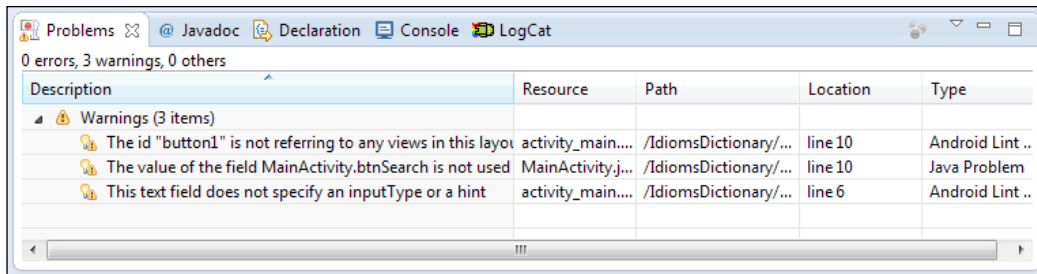 Problems @ Javadoc Declaration Console LogCat
0 errors, 3 warnings, 0 others
Description Resource Path Location Type
Warnings (3 items)
The id "button1" is not referring to any views in this layou activity_main.... /IdiomsDictionary/... line 10 Android Lint ..
The value of the field MainActivity.btnSearch is not used MainActivity.j... /IdiomsDictionary/... line 10 Java Problem
This text field does not specify an inputType or a hint activity_main.... /IdiomsDictionary/... line 6 Android Lint ..